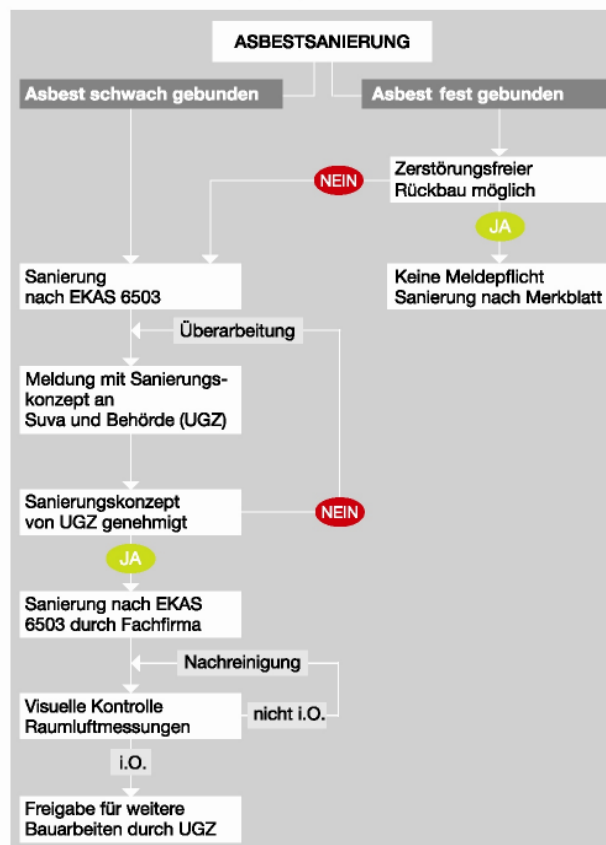 ASBESTSANIERUNG
Asbest schwach gebunden
Asbest fest gebunden
Zerstörungsfreier
Rückbau möglich
NEIN
JA
Keine Meldepflicht
Sanierung nach Merkblatt
Sanierung
nach EKAS 6503
Überarbeitung
Meldung mit Sanierungs-
konzept an
Suva und Behörde (UGZ)
Sanierungskonzept
von UGZ genehmigt
NEIN
JA
Sanierung nach EKAS
6503 durch Fachfirma
Nachreinigung
Visuelle Kontrolle
Raumluftmessungen
nicht i.O.
i.O.
Freigabe für weitere
Bauarbeiten durch UGZ